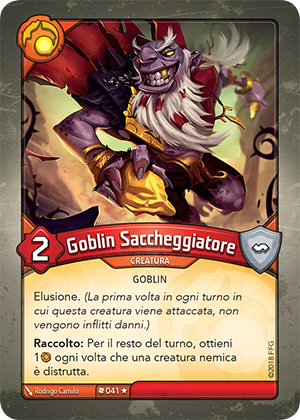 2
Goblin Saccheggiatore
CREATURA
GOBLIN
Elusione. (La prima volta in ogni turno in
cui questa creatura viene attaccata, non
vengono inflitti danni.)
Raccolto: Per il resto del turno, ottieni
1 ogni volta che una creatura nemica
è distrutta.
©2018 FFG
Rodrigo Camilo
041